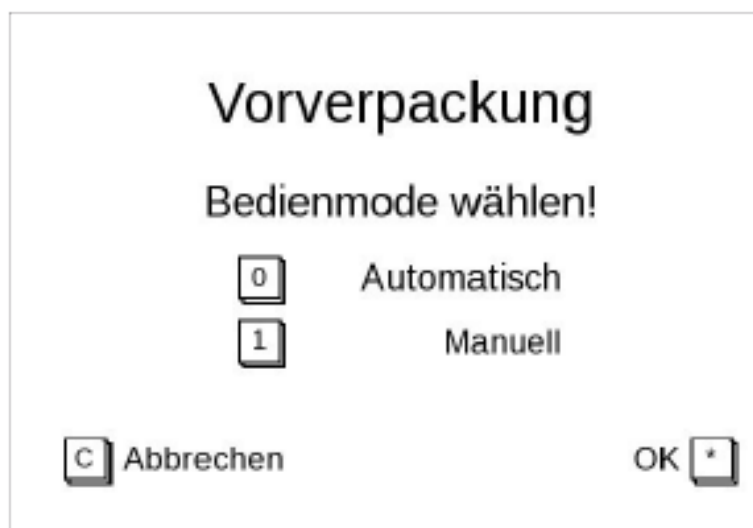 Vorverpackung
Bedienmode wählen!
0 Automatisch
1 Manuell
C Abbrechen OK *